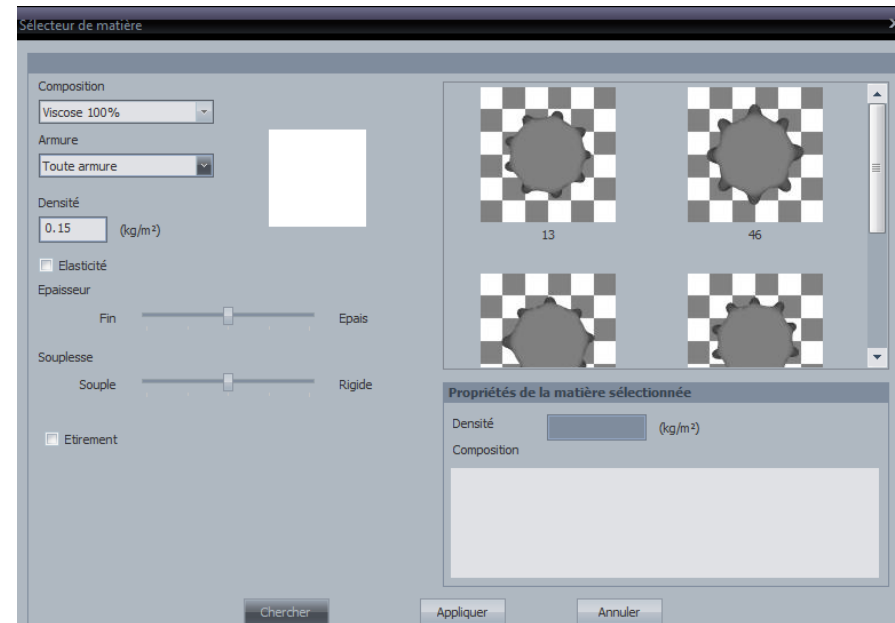 Sélecteur de matière
Composition
Viscose 100%
Armure
Toute armure
Densité
0.15 (kg/m²)
Elasticité
Epaisseur
Fin Epais
Souplesse
Souple Rigide
Etirement
13 46
Propriétés de la matière sélectionnée
Densité (kg/m²)
Composition
Chercher Appliquer Annuler